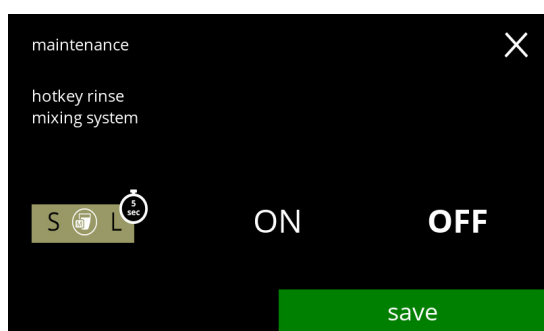 maintenance
hotkey rinse
mixing system
5
sec
S M L
ON
OFF
save